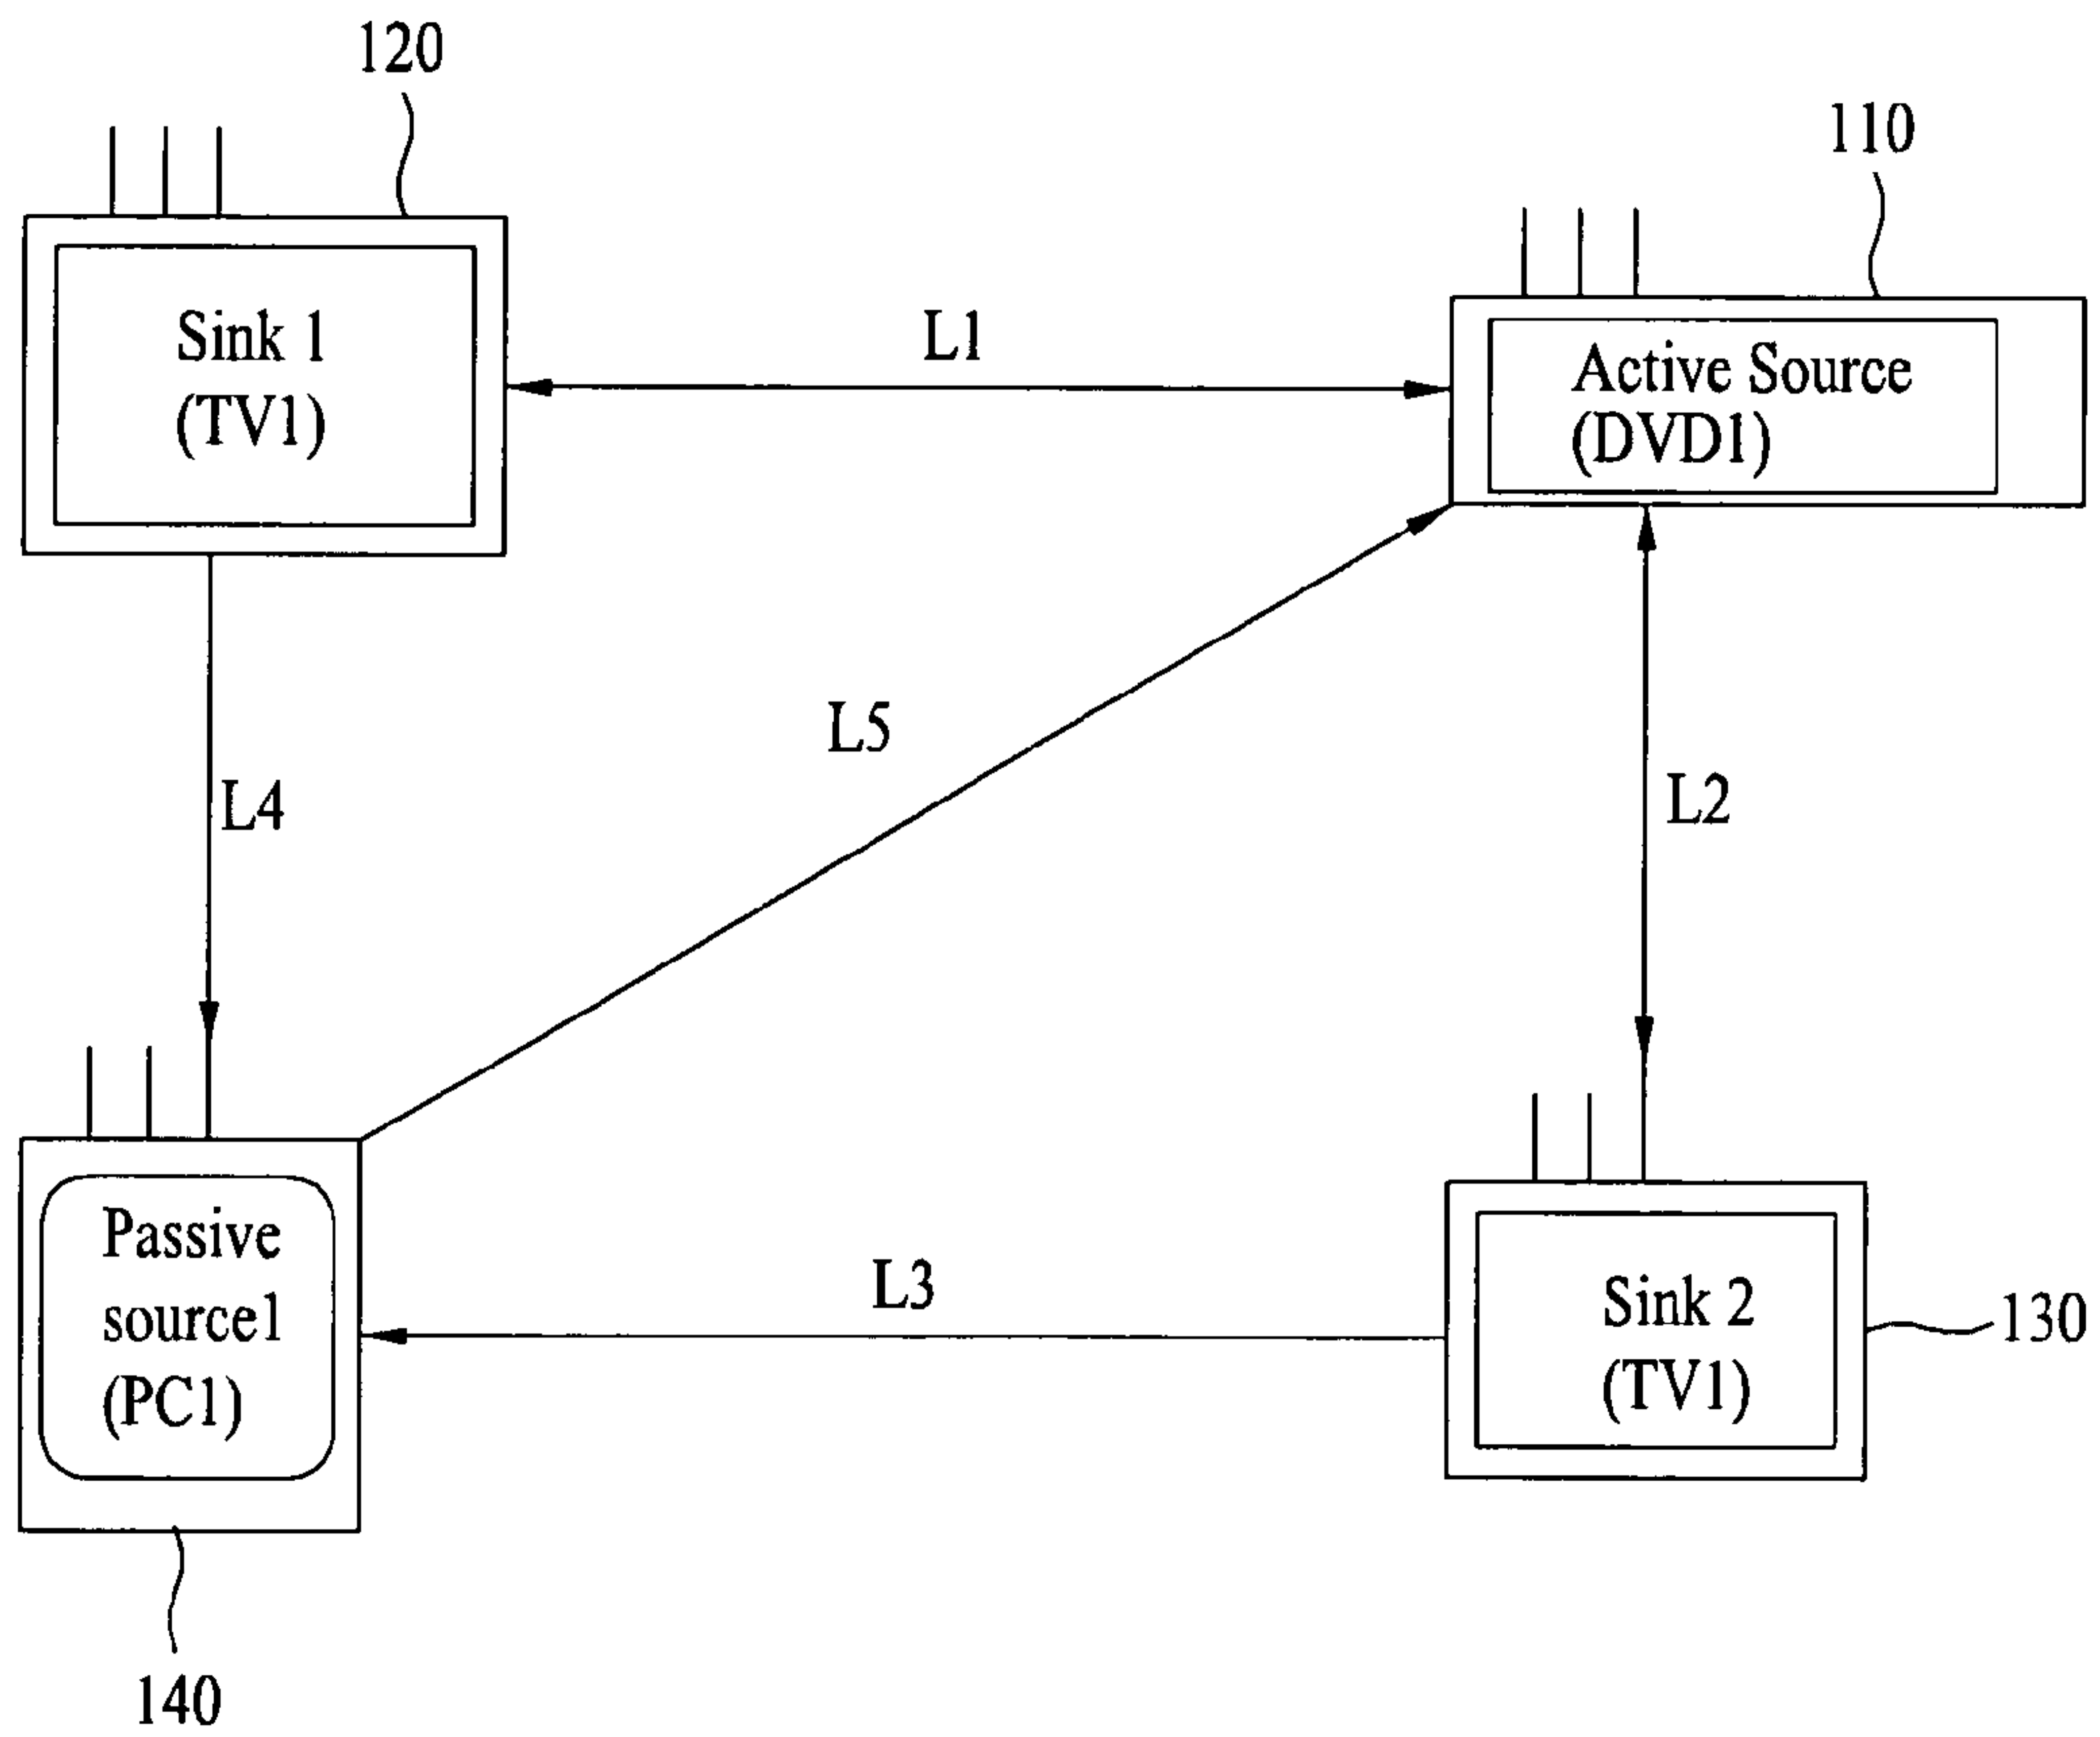 120
110
Sink 1
(TV1)
L1
Active Source
(DVD1)
L5
L4
L2
Passive
source1
(PC1)
L3
Sink 2
(TV1)
130
140